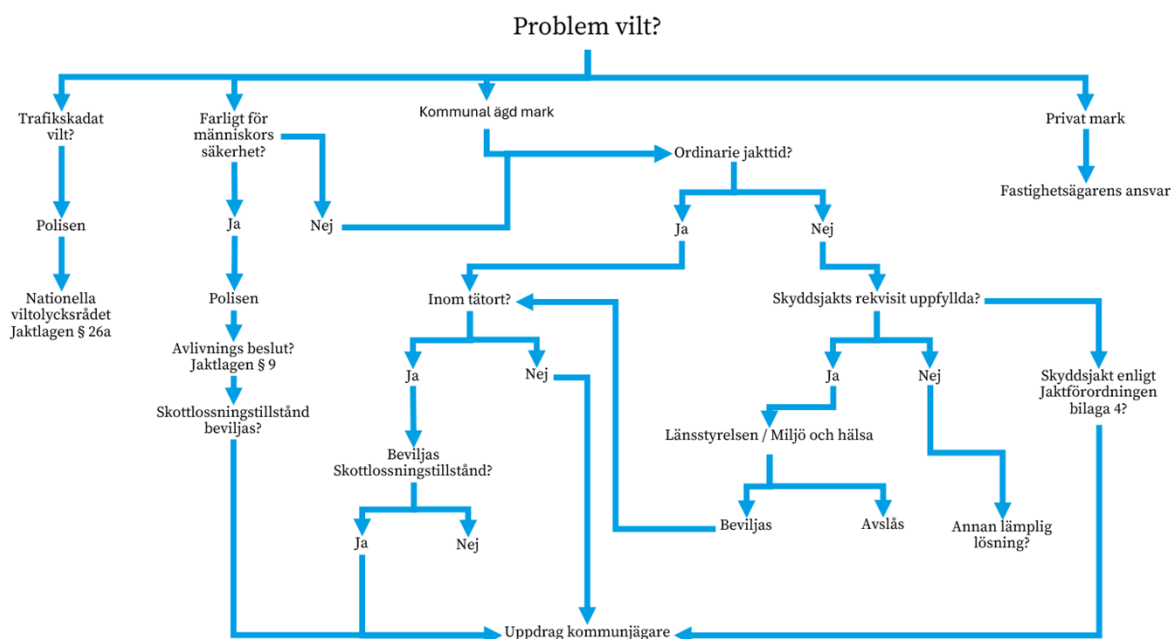 Problem vilt?
Trafikskadat
vilt?
Farligt för
människors
säkerhet?
Kommunal ägd mark
Privat mark
Ordinarie jakttid?
Fastighetsägarens ansvar
Polisen
Ja
Nej
Ja
Nej
Nationella
viltolycksrådet
Jaktlagen § 26a
Polisen
Inom tätort?
Skyddsjakts rekvisit uppfyllda?
Avlivnings beslut?
Jaktlagen § 9
Ja
Nej
Ja
Nej
Skyddsjakt enligt
Jaktförordningen
bilaga 4?
Skottlossningstillstånd
beviljas?
Länsstyrelsen / Miljö och hälsa
Beviljas
Skottlossningstillstånd?
Beviljas
Avslås
Annan lämplig
lösning?
Ja
Nej
Uppdrag kommunjägare